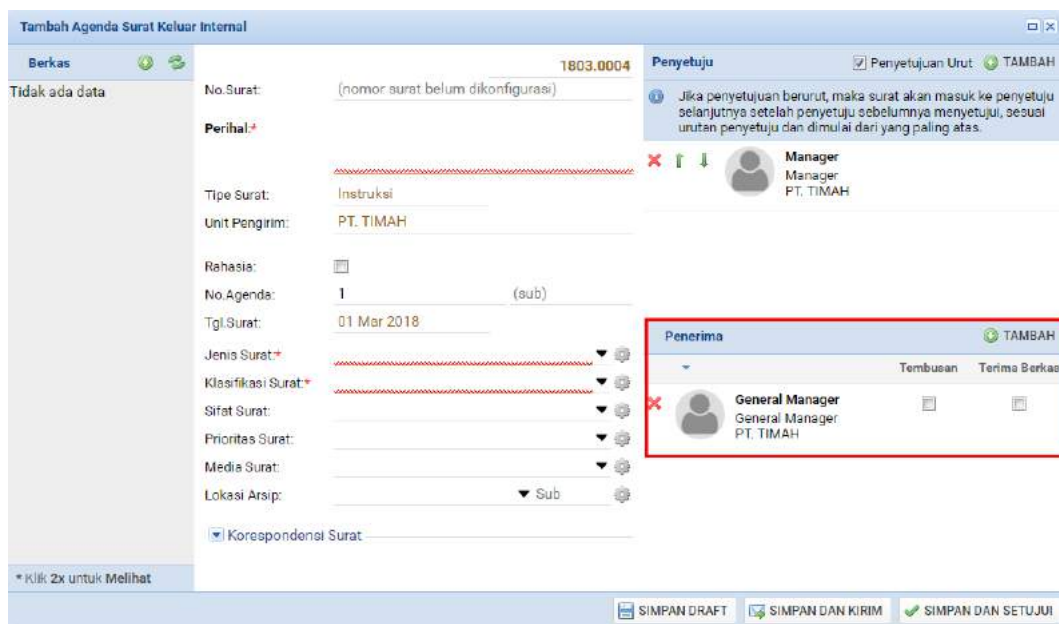 Tambah Agenda Surat Keluar Internal
Berkas
Tidak ada data
* Klik 2x untuk Melihat
1803.0004
No.Surat: (nomor surat belum dikonfigurasi)
Perihal:*
Tipe Surat: Instruksi
Unit Pengirim: PT. TIMAH
Rahasia:
No.Agenda: 1 (sub)
Tgl.Surat: 01 Mar 2018
Jenis Surat:*
Klasifikasi Surat:*
Sifat Surat:
Prioritas Surat:
Media Surat:
Lokasi Arsip: Sub
Korespondensi Surat
Penyetuju Penyetujuan Urut TAMBAH
Jika penyetujuan berurut, maka surat akan masuk ke penyetuju
selanjutnya setelah penyetuju sebelumnya menyetujui, sesuai
urutan penyetuju dan dimulai dari yang paling atas.
Manager
Manager
PT. TIMAH
Penerima TAMBAH
Tembusan Terima Berkas
General Manager
General Manager
PT. TIMAH
SIMPAN DRAFT SIMPAN DAN KIRIM SIMPAN DAN SETUJUI